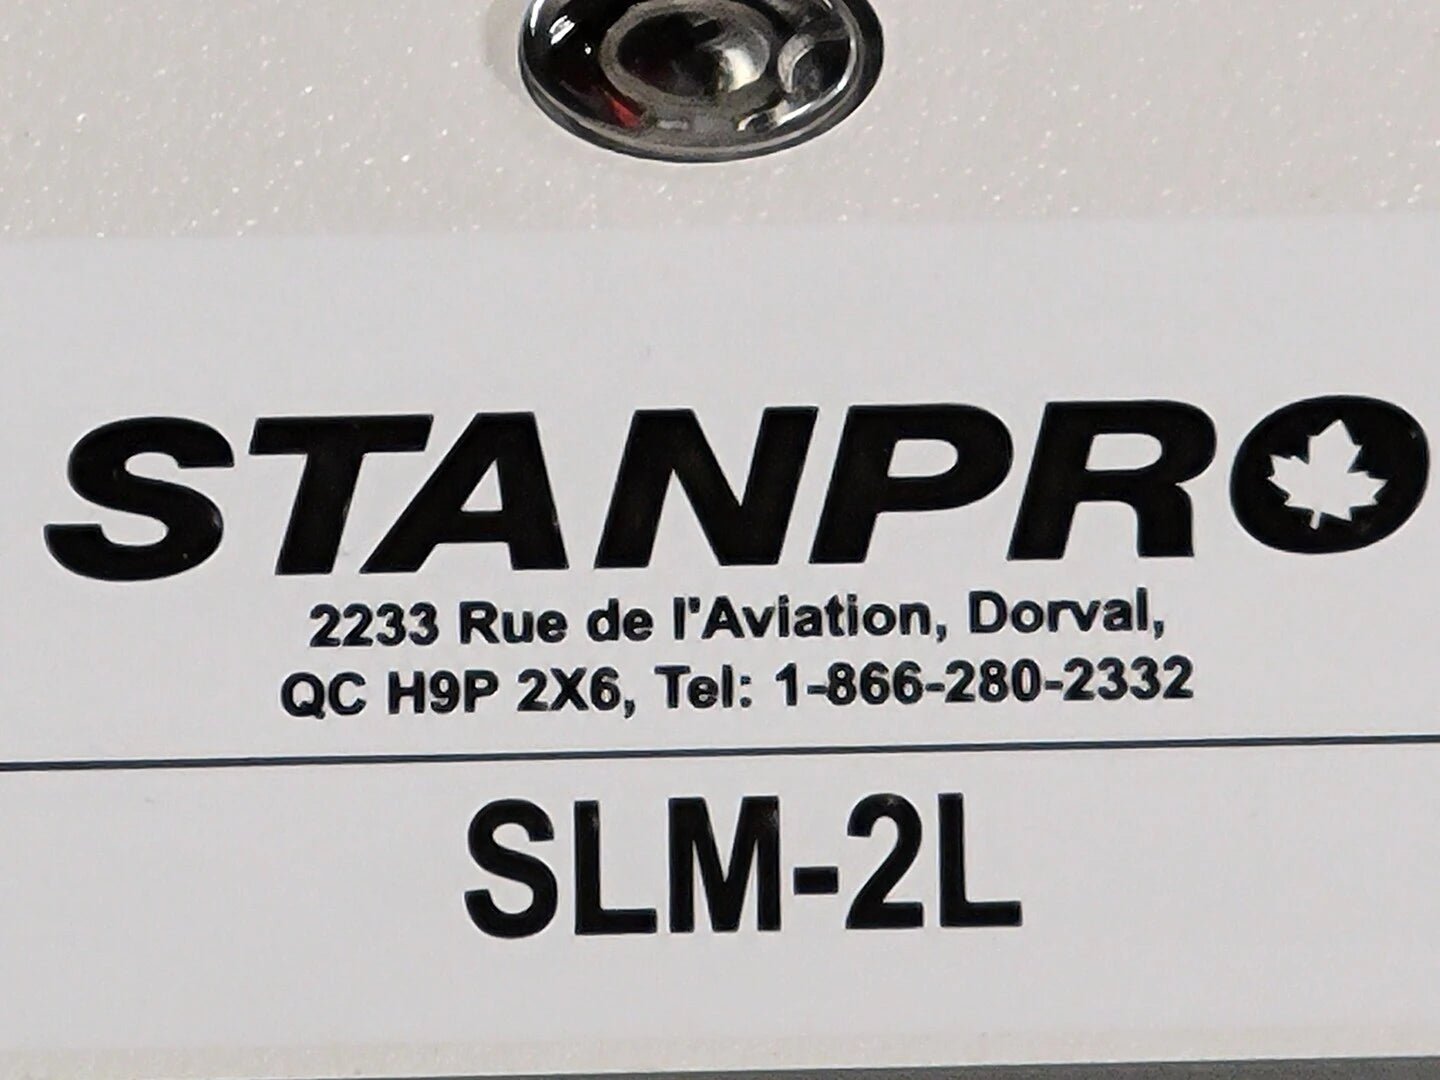 STANPRO
2233 Rue de l'Aviation, Dorval,
QC H9P 2X6, Tel: 1-866-280-2332
SLM-2L